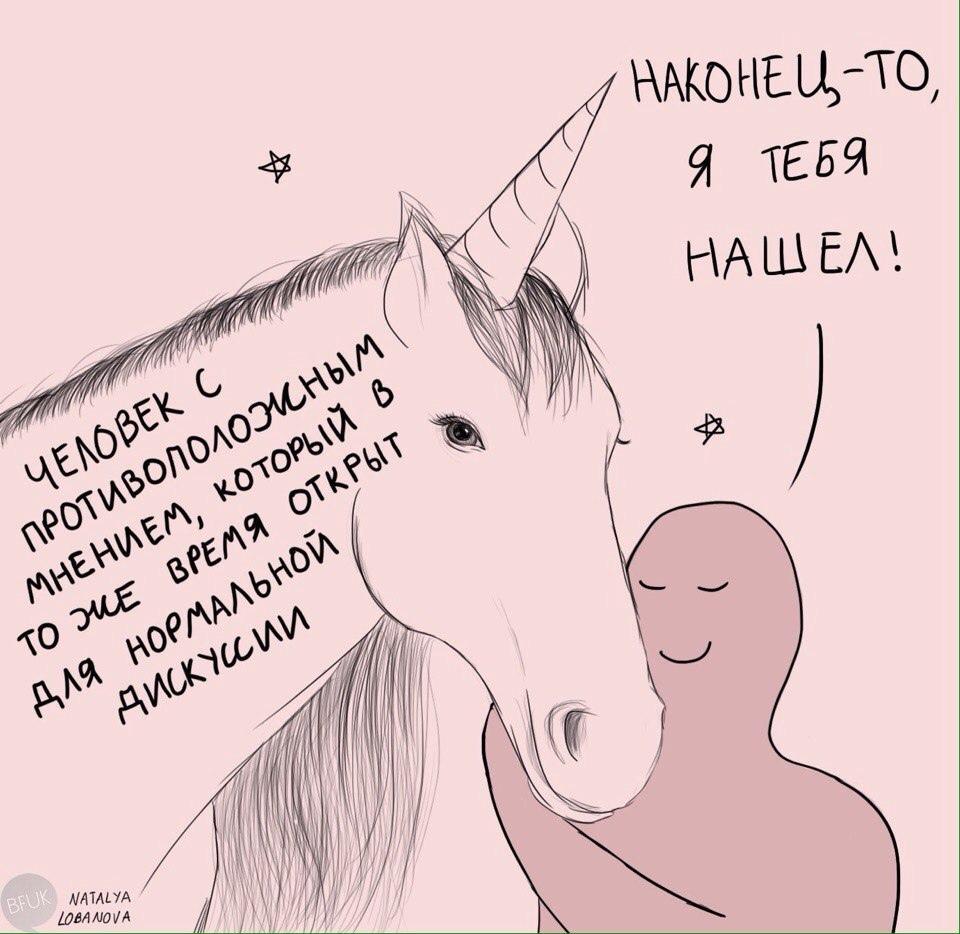 НАКОНЕЦ-ТО,
Я ТЕБЯ
НАШЕЛ!
ЧЕЛОВЕК С
ПРОТИВОПОЛОЖНЫМ
МНЕНИЕМ, КОТОРЫЙ В
ТО ЖЕ ВРЕМЯ ОТКРЫТ
ДЛЯ НОРМАЛЬНОЙ
ДИСКУССИИ
BFUK
NATALYA
LOBANOVA